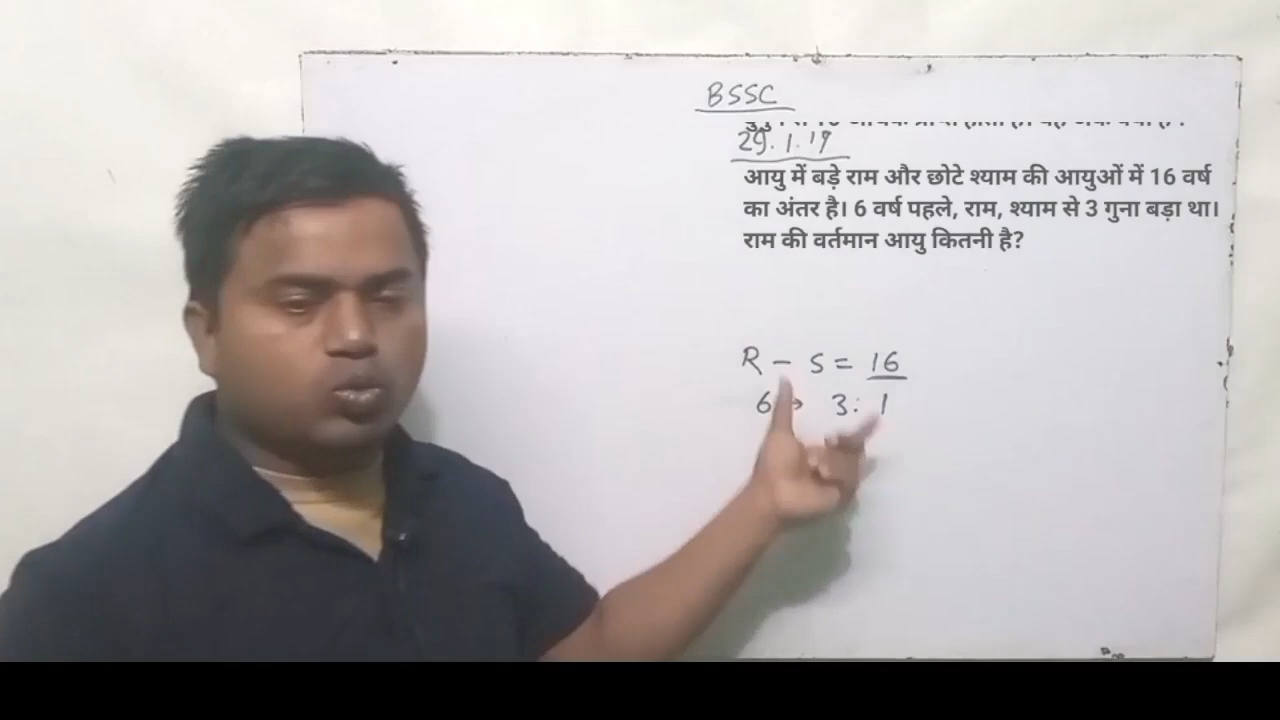 BSSC
29.1.19
आयु में बड़े राम और छोटे श्याम की आयुओं में 16 वर्ष
का अंतर है। 6 वर्ष पहले, राम, श्याम से 3 गुना बड़ा था।
राम की वर्तमान आयु कितनी है?
R - S = 16
6 → 3: 1